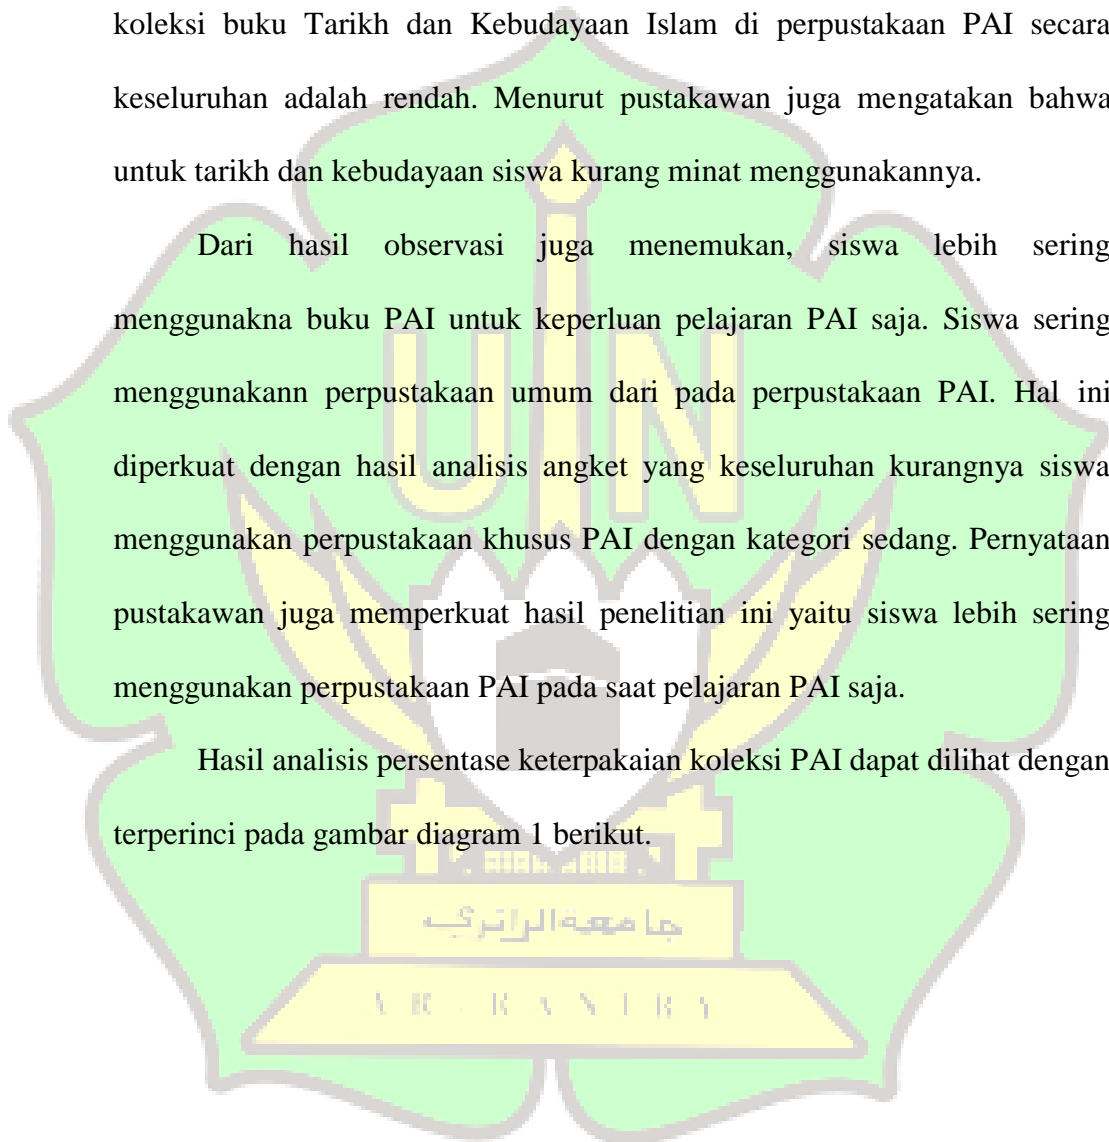 koleksi buku Tarikh dan Kebudayaan Islam di perpustakaan PAI secara
keseluruhan adalah rendah. Menurut pustakawan juga mengatakan bahwa
untuk tarikh dan kebudayaan siswa kurang minat menggunakannya.
Dari hasil observasi juga menemukan, siswa lebih sering
menggunakna buku PAI untuk keperluan pelajaran PAI saja. Siswa sering
menggunakann perpustakaan umum dari pada perpustakaan PAI. Hal ini
diperkuat dengan hasil analisis angket yang keseluruhan kurangnya siswa
menggunakan perpustakaan khusus PAI dengan kategori sedang. Pernyataan
pustakawan juga memperkuat hasil penelitian ini yaitu siswa lebih sering
menggunakan perpustakaan PAI pada saat pelajaran PAI saja.
Hasil analisis persentase keterpakaian koleksi PAI dapat dilihat dengan
terperinci pada gambar diagram 1 berikut.
UIN
جامعة الرانري
AR-RANIRY